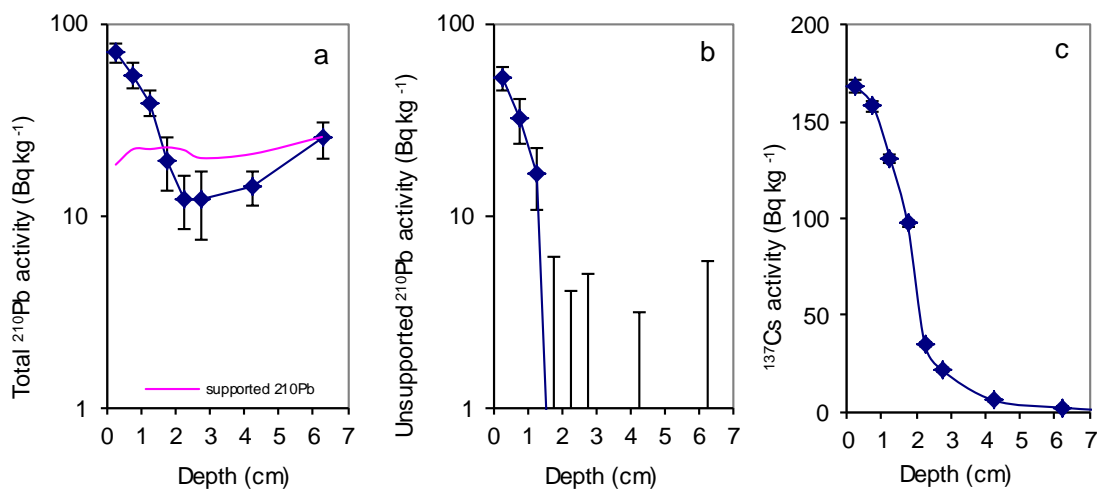 a
Total ²¹⁰Pb activity (Bq kg⁻¹)
100
10
1
supported 210Pb
0 1 2 3 4 5 6 7
Depth (cm)
b
Unsupported ²¹⁰Pb activity (Bq kg⁻¹)
100
10
1
0 1 2 3 4 5 6 7
Depth (cm)
c
¹³⁷Cs activity (Bq kg⁻¹)
200
150
100
50
0
0 1 2 3 4 5 6 7
Depth (cm)